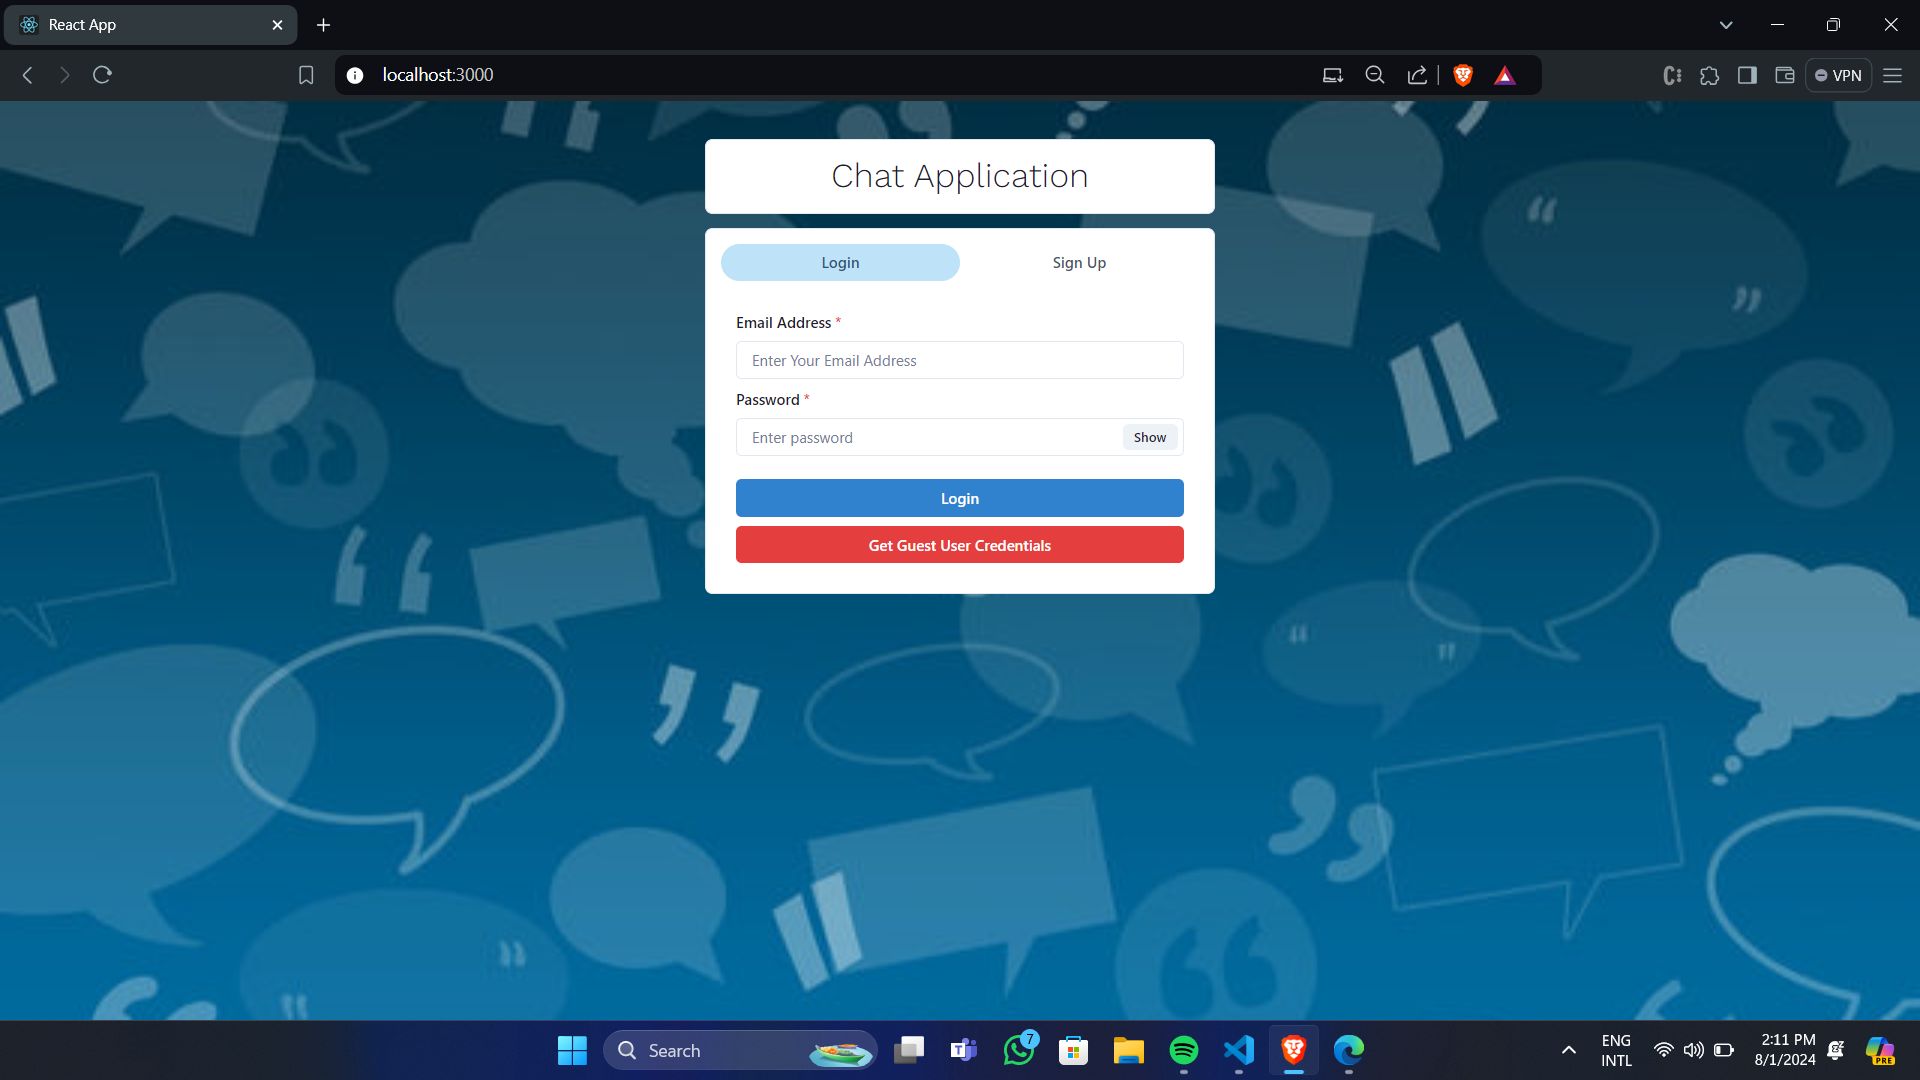 React App
localhost:3000
VPN
Chat Application
Login
Sign Up
Email Address *
Enter Your Email Address
Password *
Enter password
Show
Login
Get Guest User Credentials
Search
7
ENG
INTL
2:11 PM
8/1/2024
PRE